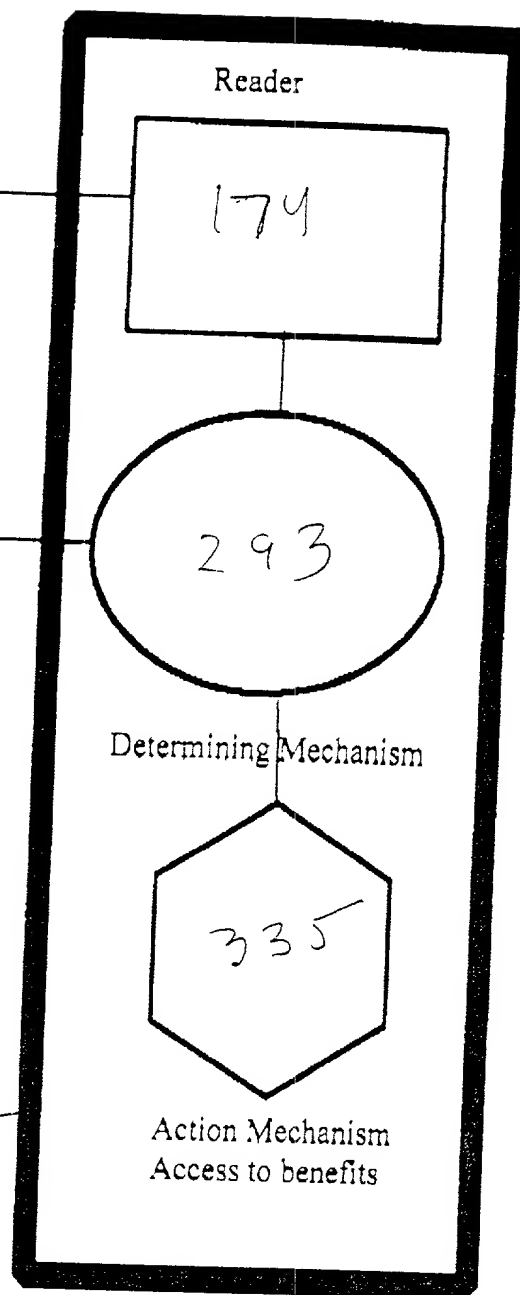 Reader
174
293
Determining Mechanism
335
Action Mechanism
Access to benefits